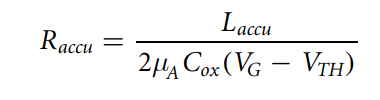 R_accu = L_accu / 2μ_A C_ox (V_G − V_TH)